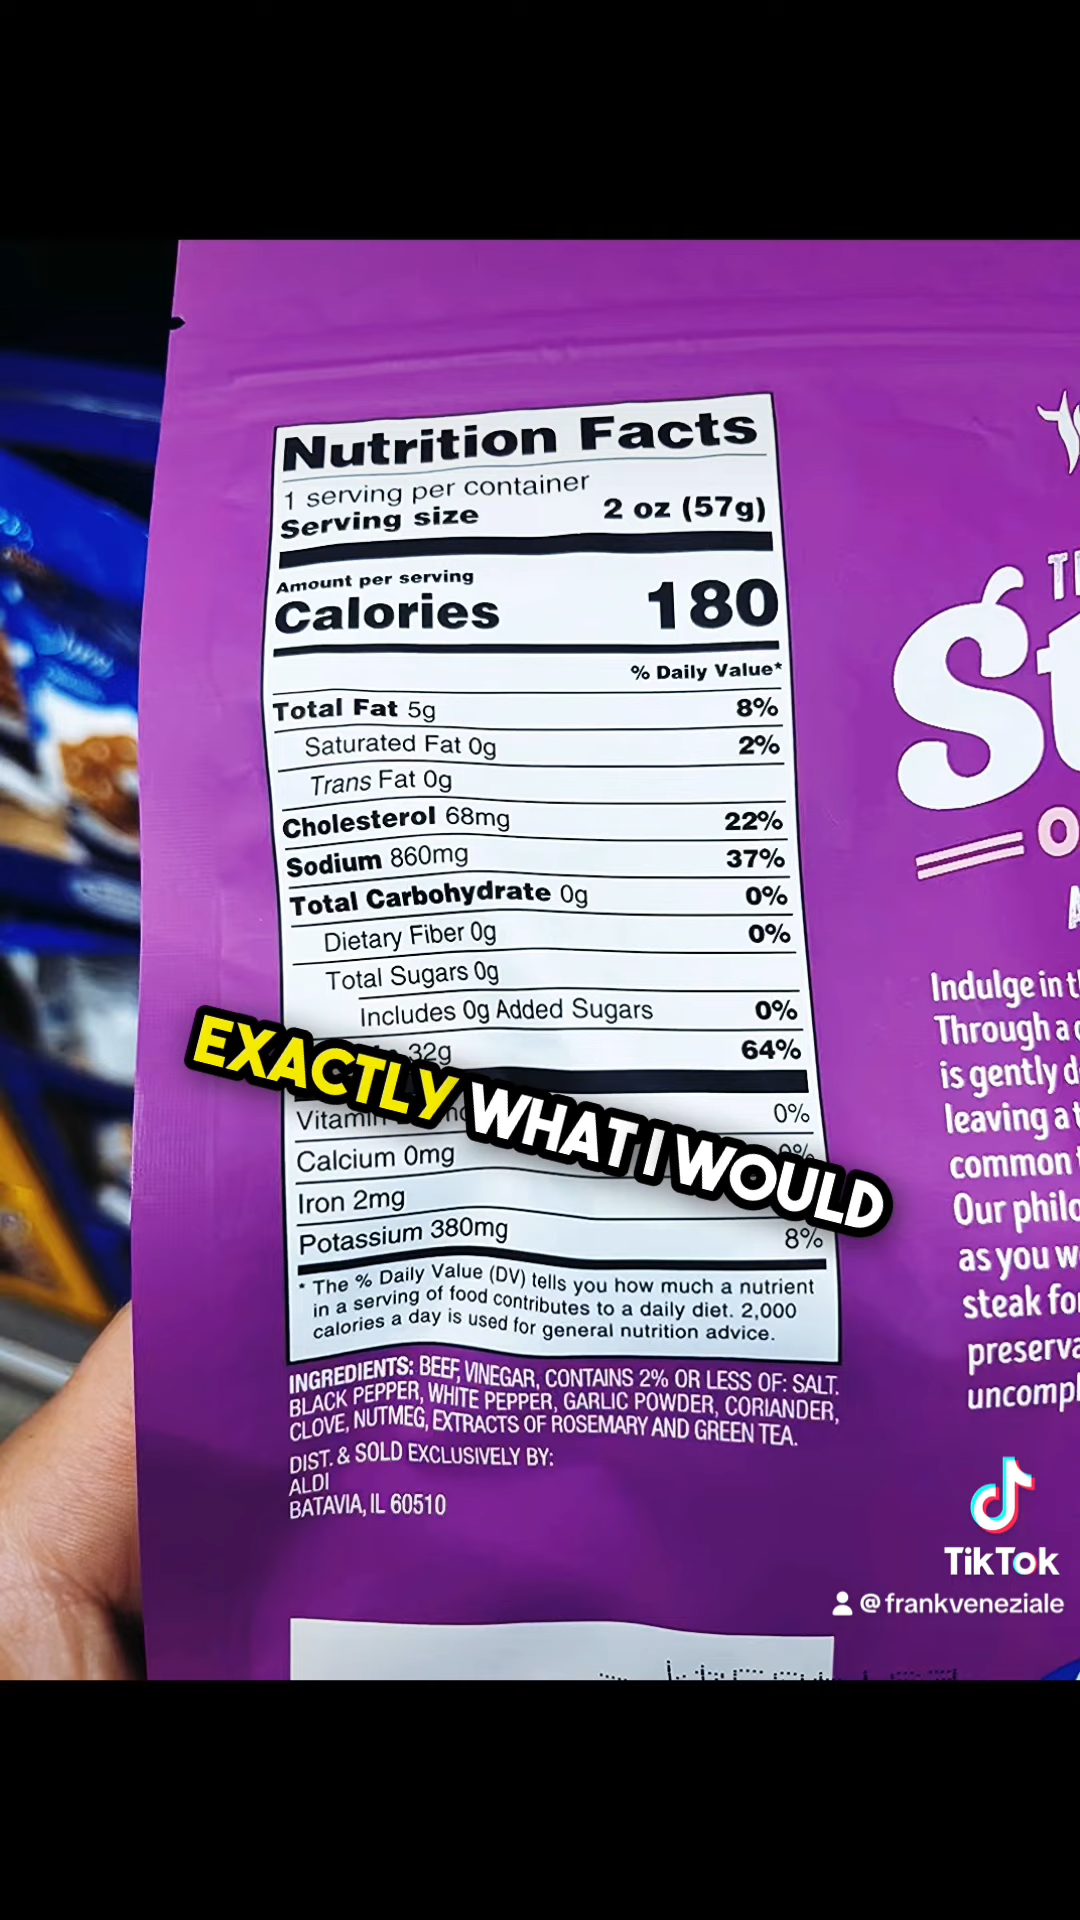 Nutrition Facts
1 serving per container
Serving size 2 oz (57g)
Amount per serving
Calories 180
% Daily Value*
Total Fat 5g 8%
Saturated Fat 0g 2%
Trans Fat 0g
Cholesterol 68mg 22%
Sodium 860mg 37%
Total Carbohydrate 0g 0%
Dietary Fiber 0g 0%
Total Sugars 0g
Includes 0g Added Sugars 0%
32g 64%
EXACTLY WHAT I WOULD
Vitamin 0%
Calcium 0mg 0%
Iron 2mg
Potassium 380mg 8%
* The % Daily Value (DV) tells you how much a nutrient
in a serving of food contributes to a daily diet. 2,000
calories a day is used for general nutrition advice.
INGREDIENTS: BEEF, VINEGAR, CONTAINS 2% OR LESS OF: SALT.
BLACK PEPPER, WHITE PEPPER, GARLIC POWDER, CORIANDER,
CLOVE, NUTMEG, EXTRACTS OF ROSEMARY AND GREEN TEA.
DIST. & SOLD EXCLUSIVELY BY:
ALDI
BATAVIA, IL 60510
St
Indulge in t
Through a
is gently d
leaving a
common
Our philo
as you w
steak for
preserva
uncompl
TikTok
@frankveneziale